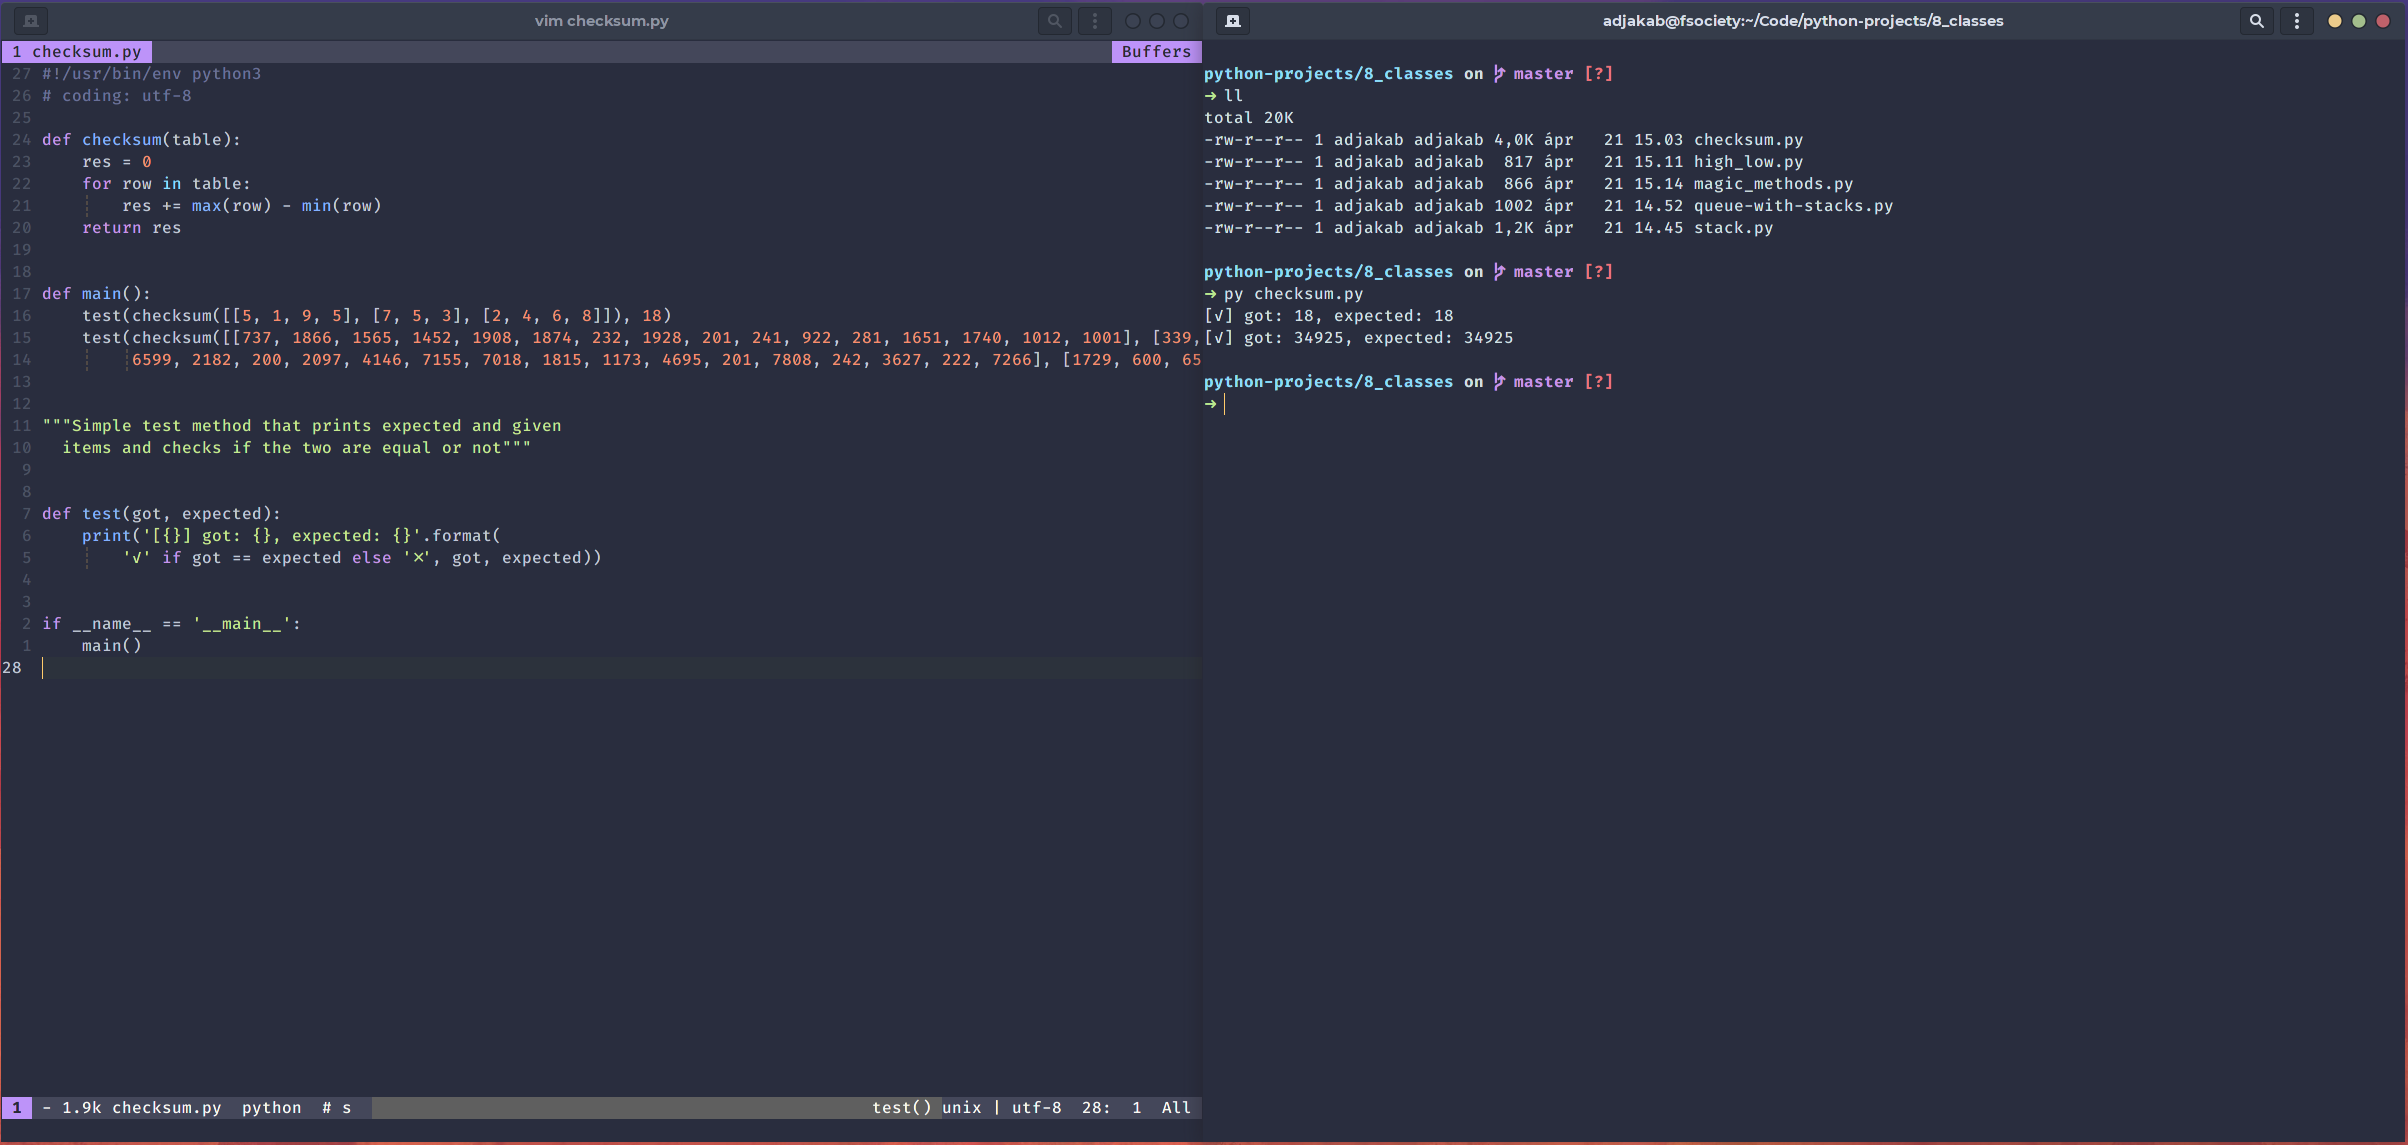 vim checksum.py
1 checksum.py
Buffers
27 #!/usr/bin/env python3
26 # coding: utf-8
25
24 def checksum(table):
23     res = 0
22     for row in table:
21         res += max(row) - min(row)
20     return res
19
18
17 def main():
16     test(checksum([[5, 1, 9, 5], [7, 5, 3], [2, 4, 6, 8]]), 18)
15     test(checksum([[737, 1866, 1565, 1452, 1908, 1874, 232, 1928, 201, 241, 922, 281, 1651, 1740, 1012, 1001], [339,
14          6599, 2182, 200, 2097, 4146, 7155, 7018, 1815, 1173, 4695, 201, 7808, 242, 3627, 222, 7266], [1729, 600, 65
13
12
11 """Simple test method that prints expected and given
10   items and checks if the two are equal or not"""
9
8
7 def test(got, expected):
6     print('[{}] got: {}, expected: {}'.format(
5         '√' if got == expected else '✕', got, expected))
4
3
2 if __name__ == '__main__':
1     main()
28
1 - 1.9k checksum.py  python  # s
test() unix | utf-8  28:  1  All
adjakab@fsociety:~/Code/python-projects/8_classes
python-projects/8_classes on master [?]
➜ ll
total 20K
-rw-r--r-- 1 adjakab adjakab 4,0K ápr   21 15.03 checksum.py
-rw-r--r-- 1 adjakab adjakab  817 ápr   21 15.11 high_low.py
-rw-r--r-- 1 adjakab adjakab  866 ápr   21 15.14 magic_methods.py
-rw-r--r-- 1 adjakab adjakab 1002 ápr   21 14.52 queue-with-stacks.py
-rw-r--r-- 1 adjakab adjakab 1,2K ápr   21 14.45 stack.py
python-projects/8_classes on master [?]
➜ py checksum.py
[√] got: 18, expected: 18
[√] got: 34925, expected: 34925
python-projects/8_classes on master [?]
➜